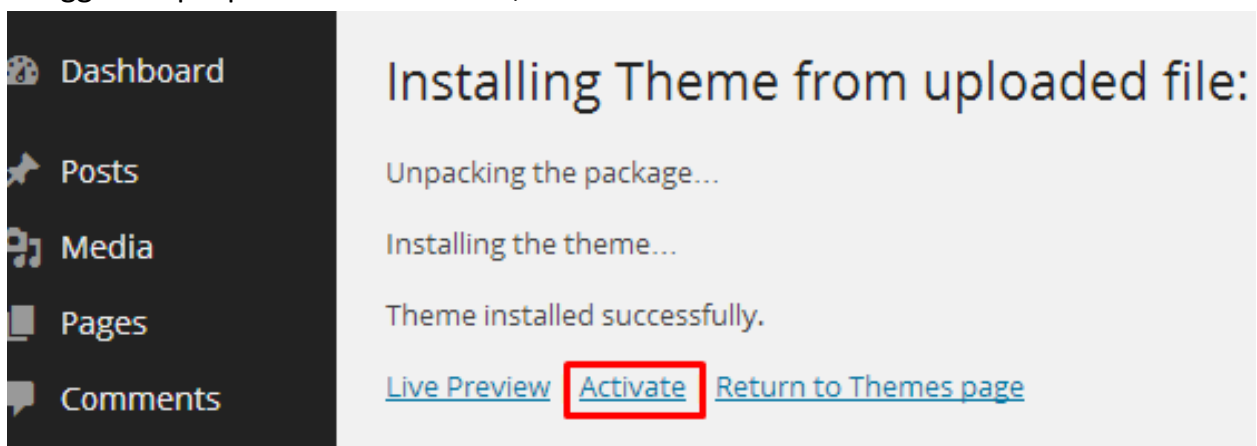 Dashboard
Installing Theme from uploaded file:
Posts
Unpacking the package…
Media
Installing the theme…
Pages
Theme installed successfully.
Live Preview Activate Return to Themes page
Comments